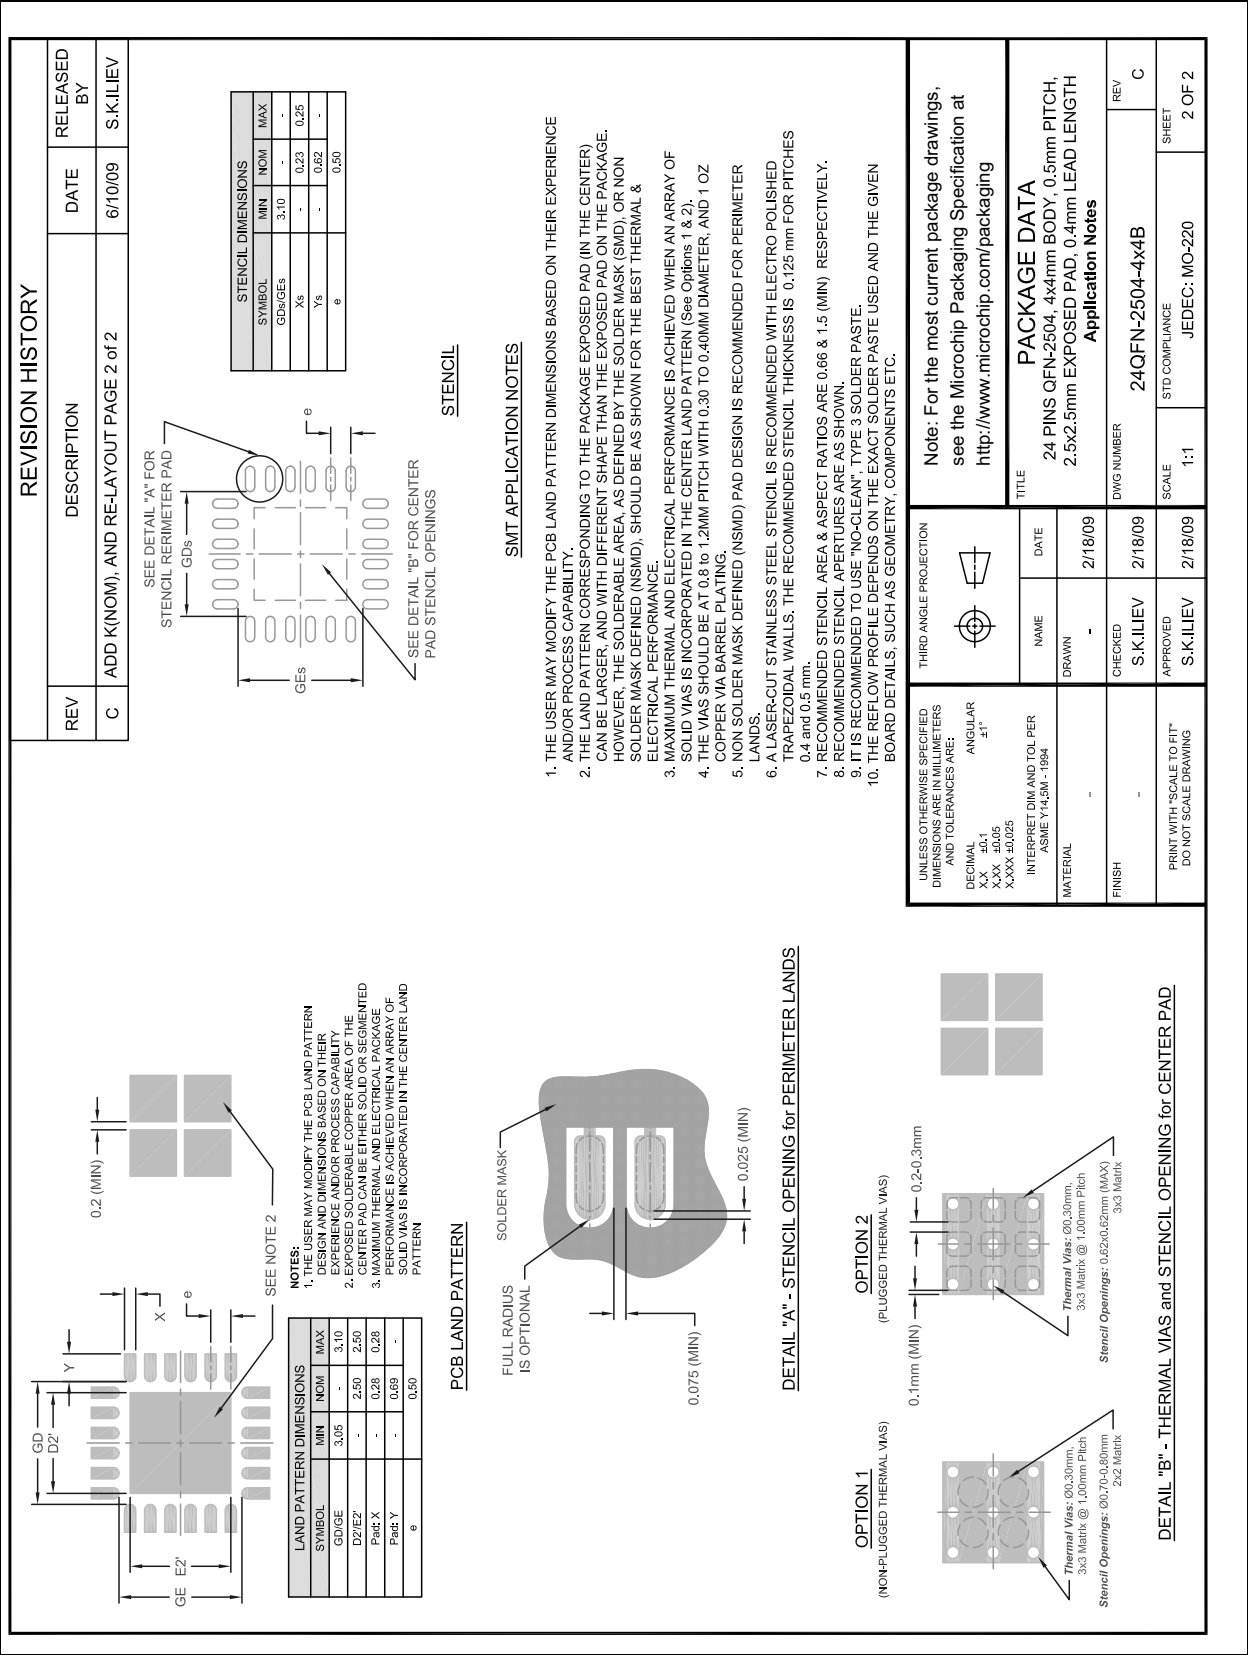 REVISION HISTORY
REV
DESCRIPTION
DATE
RELEASED
BY
C
ADD K(NOM), AND RE-LAYOUT PAGE 2 of 2
6/10/09
S.K.ILIEV
GD
D2'
Y
X
e
GE
E2'
0.2 (MIN)
SEE NOTE 2
LAND PATTERN DIMENSIONS
SYMBOL MIN NOM MAX
GD/GE 3.05 - 3.10
D2'/E2' - 2.50 2.50
Pad: X - 0.28 0.28
Pad: Y - 0.69 -
e 0.50
NOTES:
1. THE USER MAY MODIFY THE PCB LAND PATTERN
DESIGN AND DIMENSIONS BASED ON THEIR
EXPERIENCE AND/OR PROCESS CAPABILITY
2. EXPOSED SOLDERABLE COPPER AREA OF THE
CENTER PAD CAN BE EITHER SOLID OR SEGMENTED
3. MAXIMUM THERMAL AND ELECTRICAL PACKAGE
PERFORMANCE IS ACHIEVED WHEN AN ARRAY OF
SOLID VIAS IS INCORPORATED IN THE CENTER LAND
PATTERN
PCB LAND PATTERN
SEE DETAIL "A" FOR
STENCIL RERIMETER PAD
GDs
GEs
e
SEE DETAIL "B" FOR CENTER
PAD STENCIL OPENINGS
STENCIL DIMENSIONS
SYMBOL MIN NOM MAX
GDs/GEs 3.10 - -
Xs - 0.23 0.25
Ys - 0.62 -
e 0.50
STENCIL
FULL RADIUS
IS OPTIONAL
SOLDER MASK
0.075 (MIN)
0.025 (MIN)
DETAIL "A" - STENCIL OPENING for PERIMETER LANDS
SMT APPLICATION NOTES
1. THE USER MAY MODIFY THE PCB LAND PATTERN DIMENSIONS BASED ON THEIR EXPERIENCE
AND/OR PROCESS CAPABILITY.
2. THE LAND PATTERN CORRESPONDING TO THE PACKAGE EXPOSED PAD (IN THE CENTER)
CAN BE LARGER, AND WITH DIFFERENT SHAPE THAN THE EXPOSED PAD ON THE PACKAGE.
HOWEVER, THE SOLDERABLE AREA, AS DEFINED BY THE SOLDER MASK (SMD), OR NON
SOLDER MASK DEFINED (NSMD), SHOULD BE AS SHOWN FOR THE BEST THERMAL &
ELECTRICAL PERFORMANCE.
3. MAXIMUM THERMAL AND ELECTRICAL PERFORMANCE IS ACHIEVED WHEN AN ARRAY OF
SOLID VIAS IS INCORPORATED IN THE CENTER LAND PATTERN (See Options 1 & 2).
4. THE VIAS SHOULD BE AT 0.8 to 1.2MM PITCH WITH 0.30 TO 0.40MM DIAMETER, AND 1 OZ
COPPER VIA BARREL PLATING.
5. NON SOLDER MASK DEFINED (NSMD) PAD DESIGN IS RECOMMENDED FOR PERIMETER
LANDS.
6. A LASER-CUT STAINLESS STEEL STENCIL IS RECOMMENDED WITH ELECTRO POLISHED
TRAPEZOIDAL WALLS. THE RECOMMENDED STENCIL THICKNESS IS 0.125 mm FOR PITCHES
0.4 and 0.5 mm.
7. RECOMMENDED STENCIL AREA & ASPECT RATIOS ARE 0.66 & 1.5 (MIN) RESPECTIVELY.
8. RECOMMENDED STENCIL APERTURES ARE AS SHOWN.
9. IT IS RECOMMENDED TO USE "NO-CLEAN", TYPE 3 SOLDER PASTE.
10. THE REFLOW PROFILE DEPENDS ON THE EXACT SOLDER PASTE USED AND THE GIVEN
BOARD DETAILS, SUCH AS GEOMETRY, COMPONENTS ETC.
OPTION 1
(NON-PLUGGED THERMAL VIAS)
Thermal Vias: Ø0.30mm,
3x3 Matrix @ 1.00mm Pitch
Stencil Openings: Ø0.70-0.80mm
2x2 Matrix
OPTION 2
(PLUGGED THERMAL VIAS)
0.1mm (MIN)
0.2-0.3mm
Thermal Vias: Ø0.30mm,
3x3 Matrix @ 1.00mm Pitch
Stencil Openings: 0.62x0.62mm (MAX)
3x3 Matrix
DETAIL "B" - THERMAL VIAS and STENCIL OPENING for CENTER PAD
UNLESS OTHERWISE SPECIFIED
DIMENSIONS ARE IN MILLIMETERS
AND TOLERANCES ARE:
DECIMAL ANGULAR
X.X ±0.1 ±1°
X.XX ±0.05
X.XXX ±0.025
INTERPRET DIM AND TOL PER
ASME Y14.5M - 1994
MATERIAL
-
FINISH
-
PRINT WITH "SCALE TO FIT"
DO NOT SCALE DRAWING
THIRD ANGLE PROJECTION
NAME DATE
DRAWN
- 2/18/09
CHECKED
S.K.ILIEV 2/18/09
APPROVED
S.K.ILIEV 2/18/09
Note: For the most current package drawings,
see the Microchip Packaging Specification at
http://www.microchip.com/packaging
TITLE
PACKAGE DATA
24 PINS QFN-2504, 4x4mm BODY, 0.5mm PITCH,
2.5x2.5mm EXPOSED PAD, 0.4mm LEAD LENGTH
Application Notes
DWG NUMBER
24QFN-2504-4x4B
REV
C
SCALE
1:1
STD COMPLIANCE
JEDEC: MO-220
SHEET
2 OF 2